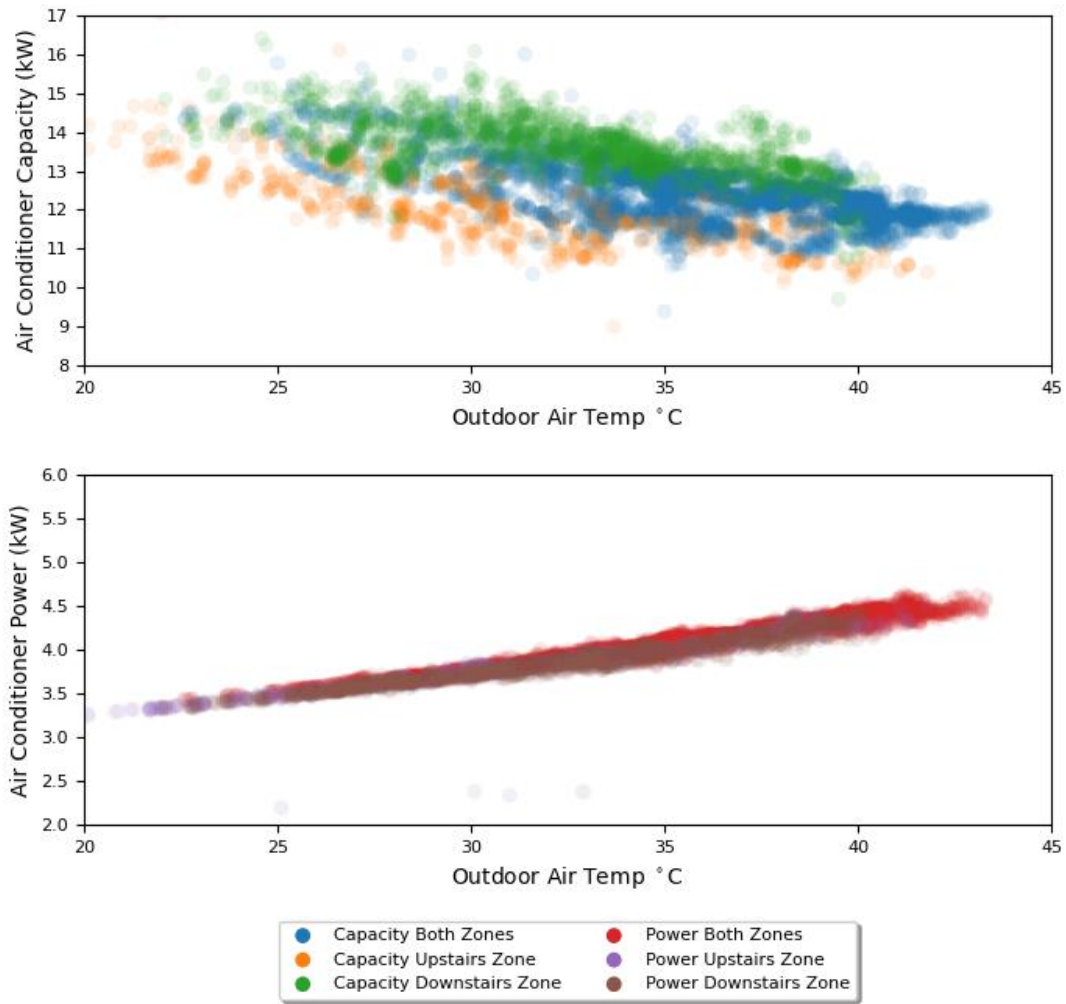 17
16
15
14
13
12
11
10
9
8
Air Conditioner Capacity (kW)
20 25 30 35 40 45
Outdoor Air Temp °C
6.0
5.5
5.0
4.5
4.0
3.5
3.0
2.5
2.0
Air Conditioner Power (kW)
20 25 30 35 40 45
Outdoor Air Temp °C
Capacity Both Zones Power Both Zones
Capacity Upstairs Zone Power Upstairs Zone
Capacity Downstairs Zone Power Downstairs Zone